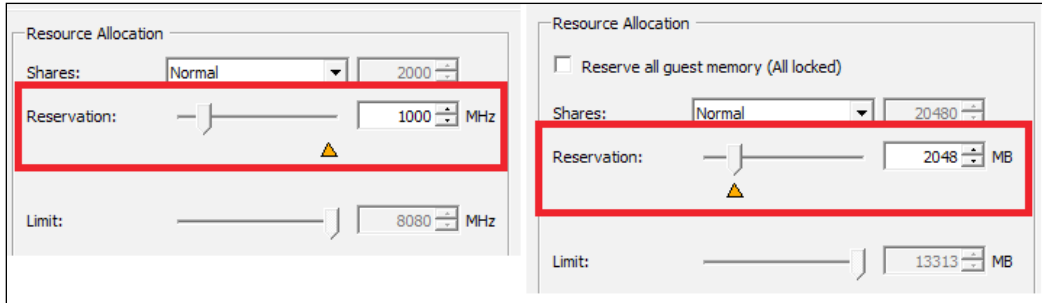 Resource Allocation
Shares: Normal 2000
Reservation: 1000 MHz
Limit: 8080 MHz
Resource Allocation
Reserve all guest memory (All locked)
Shares: Normal 20480
Reservation: 2048 MB
Limit: 13313 MB